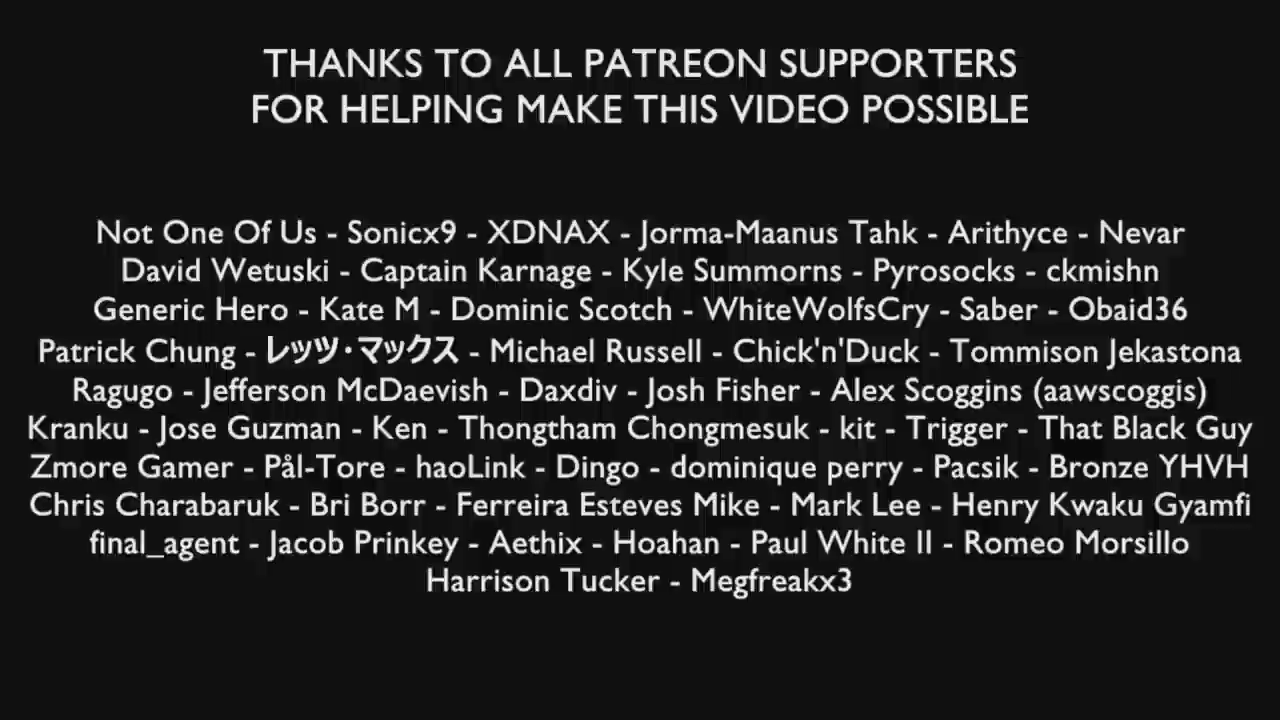 THANKS TO ALL PATREON SUPPORTERS
FOR HELPING MAKE THIS VIDEO POSSIBLE
Not One Of Us - Sonicx9 - XDNAX - Jorma-Maanus Tahk - Arithyce - Nevar
David Wetuski - Captain Karnage - Kyle Summorns - Pyrosocks - ckmishn
Generic Hero - Kate M - Dominic Scotch - WhiteWolfsCry - Saber - Obaid36
Patrick Chung - レッツ・マックス - Michael Russell - Chick'n'Duck - Tommison Jekastona
Ragugo - Jefferson McDaevish - Daxdiv - Josh Fisher - Alex Scoggins (aawscoggis)
Kranku - Jose Guzman - Ken - Thongtham Chongmesuk - kit - Trigger - That Black Guy
Zmore Gamer - Pål-Tore - haoLink - Dingo - dominique perry - Pacsik - Bronze YHVH
Chris Charabaruk - Bri Borr - Ferreira Esteves Mike - Mark Lee - Henry Kwaku Gyamfi
final_agent - Jacob Prinkey - Aethix - Hoahan - Paul White II - Romeo Morsillo
Harrison Tucker - Megfreakx3